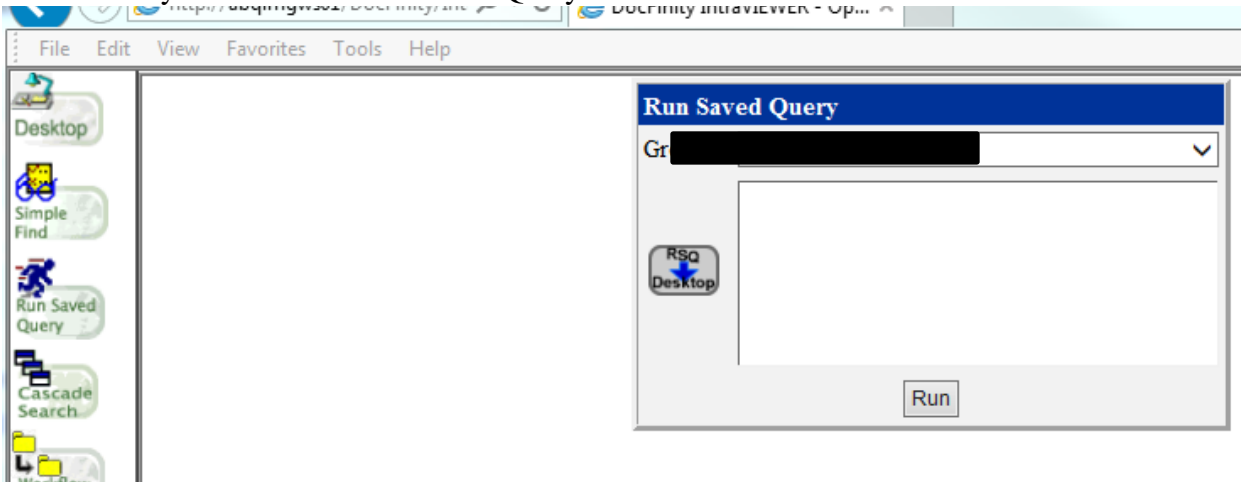 DocFinity IntraVIEWER - Op...
File Edit View Favorites Tools Help
Desktop
Simple
Find
Run Saved
Query
Cascade
Search
Workflow
Run Saved Query
Gr
RSQ
Desktop
Run